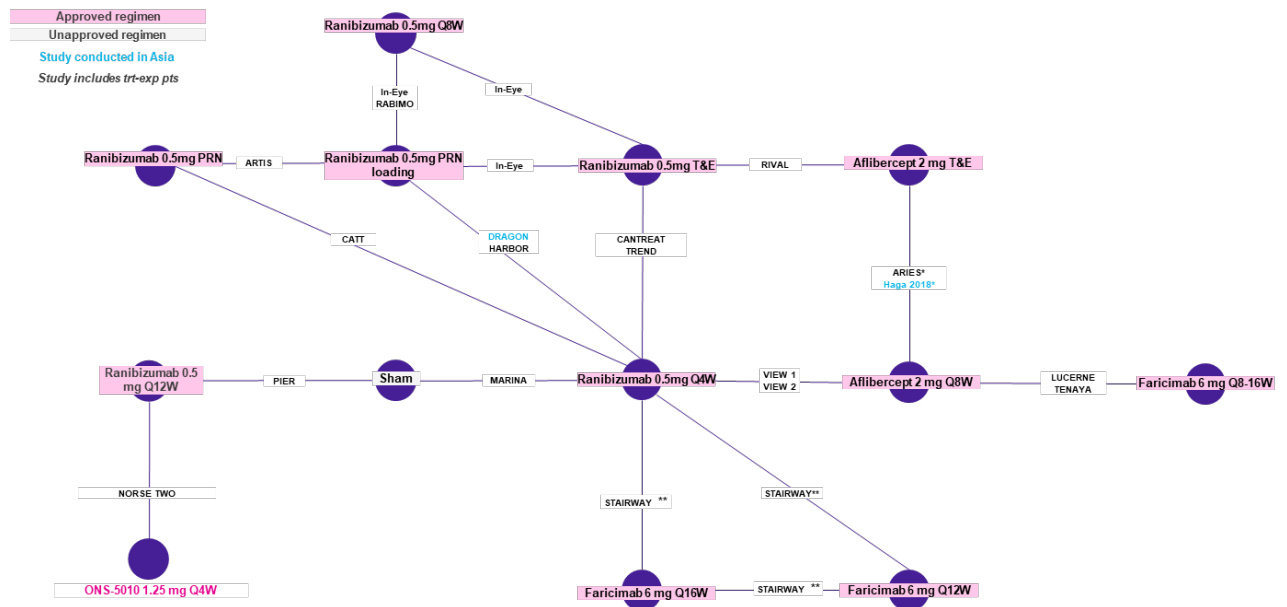 Approved regimen
Unapproved regimen
Study conducted in Asia
Study includes trt-exp pts
Ranibizumab 0.5mg Q8W
In-Eye
RABIMO
In-Eye
Ranibizumab 0.5mg PRN
ARTIS
Ranibizumab 0.5mg PRN
loading
In-Eye
Ranibizumab 0.5mg T&E
RIVAL
Aflibercept 2 mg T&E
CATT
DRAGON
HARBOR
CANTREAT
TREND
ARIES*
Haga 2018*
Ranibizumab 0.5
mg Q12W
PIER
Sham
MARINA
Ranibizumab 0.5mg Q4W
VIEW 1
VIEW 2
Aflibercept 2 mg Q8W
LUCERNE
TENAYA
Faricimab 6 mg Q8-16W
NORSE TWO
STAIRWAY **
STAIRWAY**
ONS-5010 1.25 mg Q4W
Faricimab 6 mg Q16W
STAIRWAY **
Faricimab 6 mg Q12W